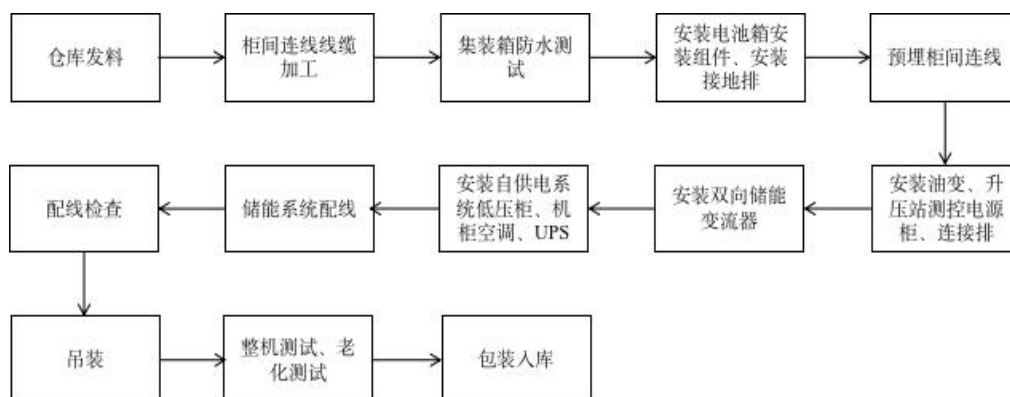 仓库发料
柜间连线线缆
加工
集装箱防水测
试
安装电池箱安
装组件、安装
接地排
预埋柜间连线
安装油变、升
压站测控电源
柜、连接排
安装双向储能
变流器
安装自供电系
统低压柜、机
柜空调、UPS
储能系统配线
配线检查
吊装
整机测试、老
化测试
包装入库